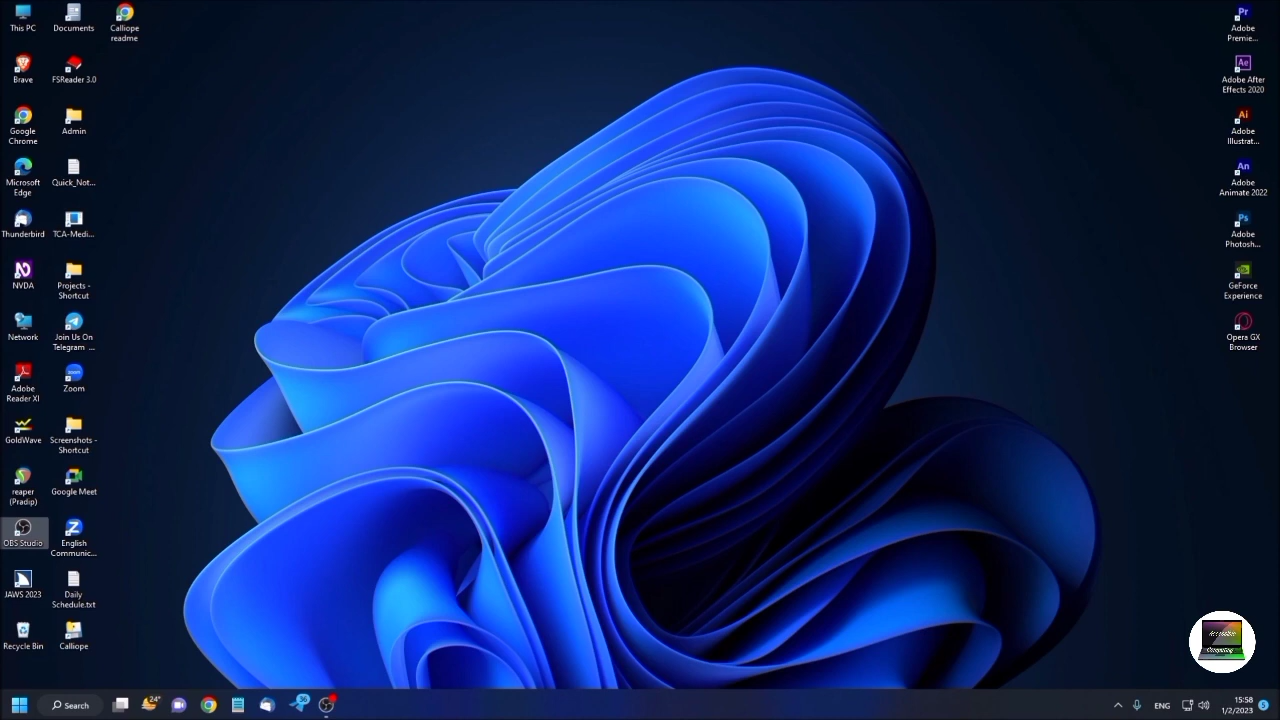 This PC
Documents
Calliope
readme
Brave
FSReader 3.0
Google
Chrome
Admin
Microsoft
Edge
Quick_Not...
Thunderbird
TCA-Medi...
NVDA
Projects -
Shortcut
Network
Join Us On
Telegram ...
Adobe
Reader XI
Zoom
GoldWave
Screenshots -
Shortcut
reaper
(Pradip)
Google Meet
OBS Studio
English
Communic...
JAWS 2023
Daily
Schedule.txt
Recycle Bin
Calliope
Pr
Adobe
Premie...
Ae
Adobe After
Effects 2020
Ai
Adobe
Illustrat...
An
Adobe
Animate 2022
Ps
Adobe
Photosh...
GeForce
Experience
Opera GX
Browser
Accessible
Computing
Search
24°
36
ENG
15:58
1/2/2023
5